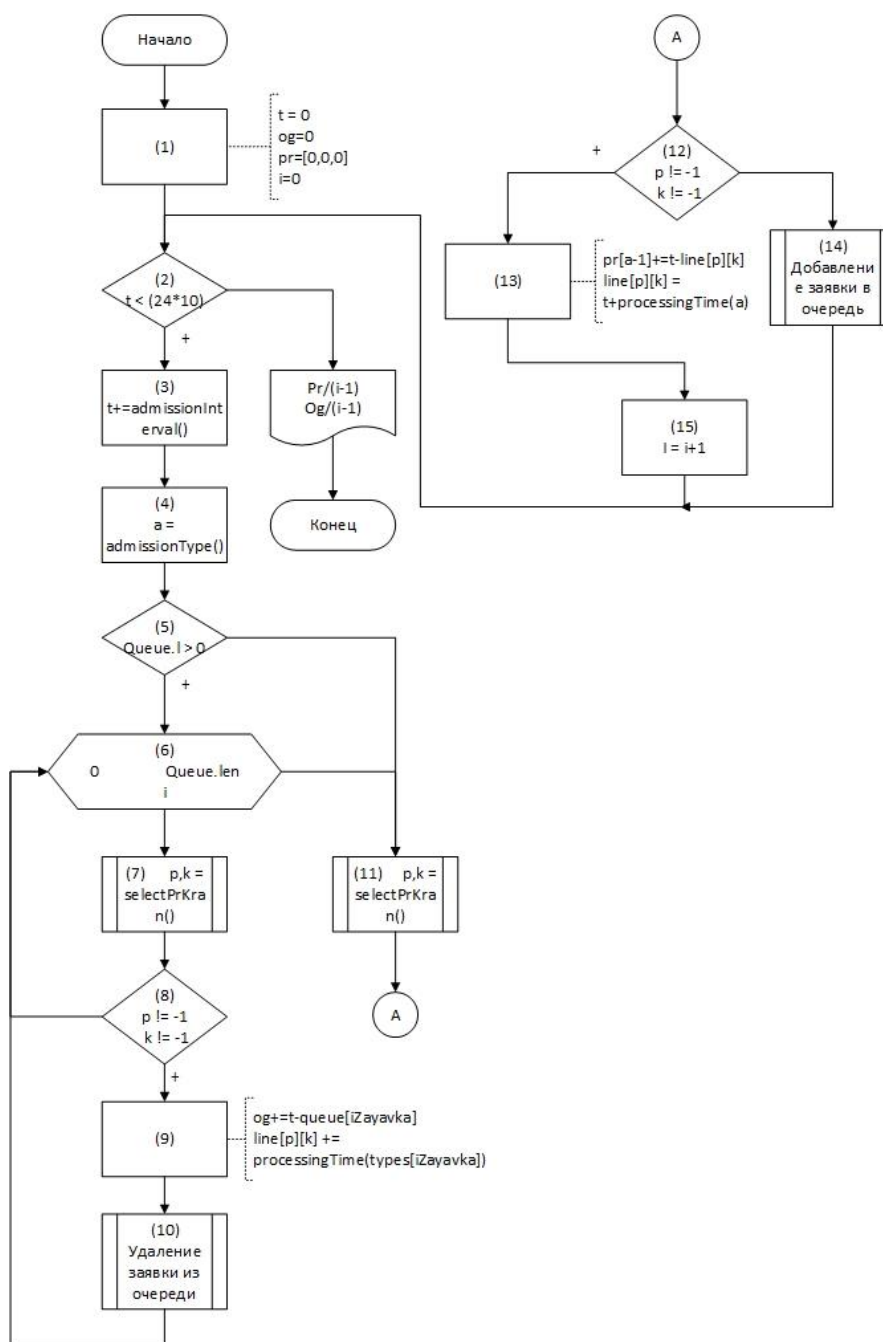 Начало
(1)
t = 0
og=0
pr=[0,0,0]
i=0
(2)
t < (24*10)
+
(3)
t+=admissionInt
erval()
Pr/(i-1)
Og/(i-1)
(4)
a =
admissionType()
Конец
(5)
Queue.l > 0
+
(6)
0 Queue.len
i
(7) p,k =
selectPrKra
n()
(11) p,k =
selectPrKra
n()
(8)
p != -1
k != -1
+
A
(9)
og+=t-queue[iZayavka]
line[p][k] +=
processingTime(types[iZayavka])
(10)
Удаление
заявки из
очереди
A
+
(12)
p != -1
k != -1
(13)
pr[a-1]+=t-line[p][k]
line[p][k] =
t+processingTime(a)
(14)
Добавлени
е заявки в
очередь
(15)
I = i+1